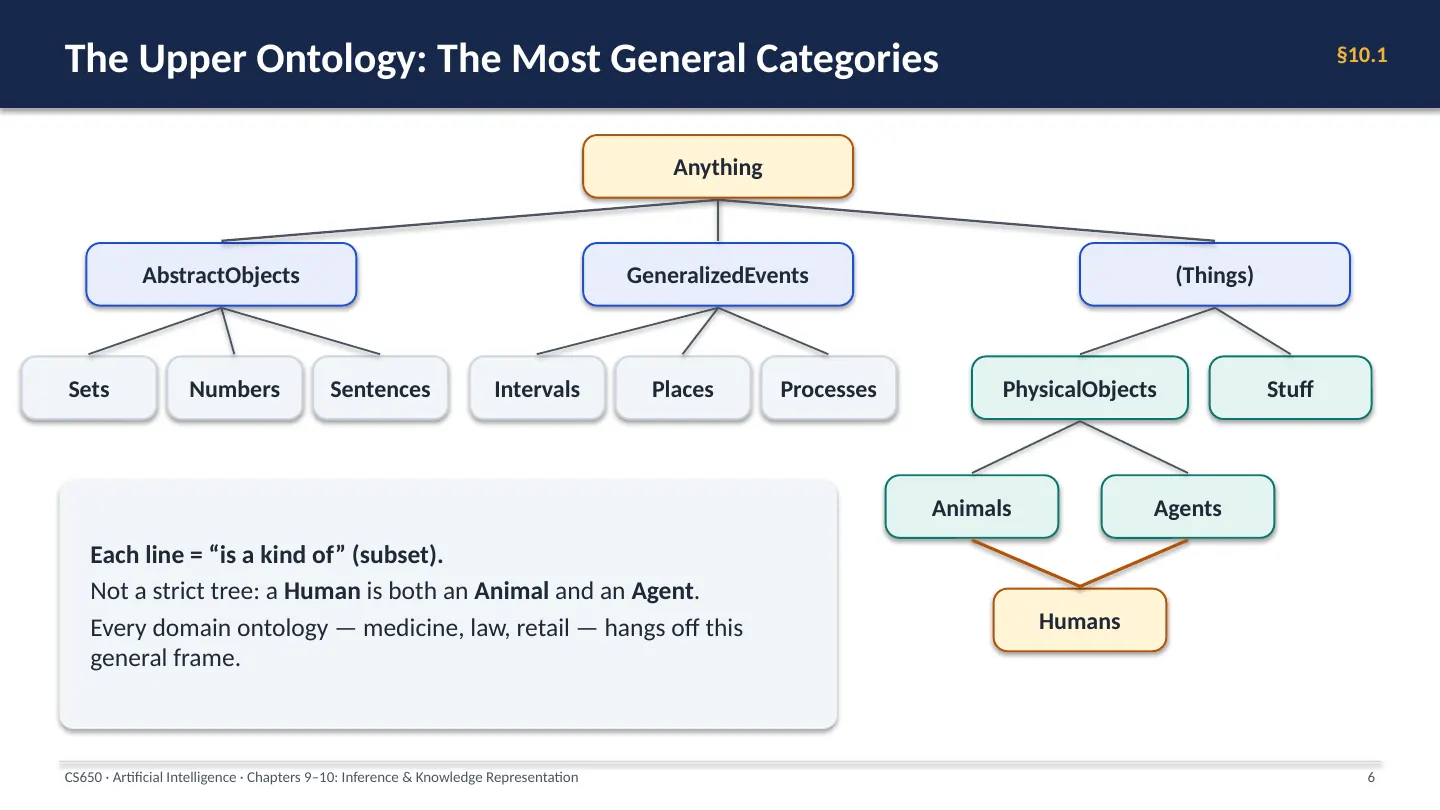 The Upper Ontology: The Most General Categories
§10.1
Anything
AbstractObjects
GeneralizedEvents
(Things)
Sets
Numbers
Sentences
Intervals
Places
Processes
PhysicalObjects
Stuff
Animals
Agents
Humans
Each line = “is a kind of” (subset).
Not a strict tree: a Human is both an Animal and an Agent.
Every domain ontology — medicine, law, retail — hangs off this
general frame.
CS650 · Artificial Intelligence · Chapters 9–10: Inference & Knowledge Representation
6